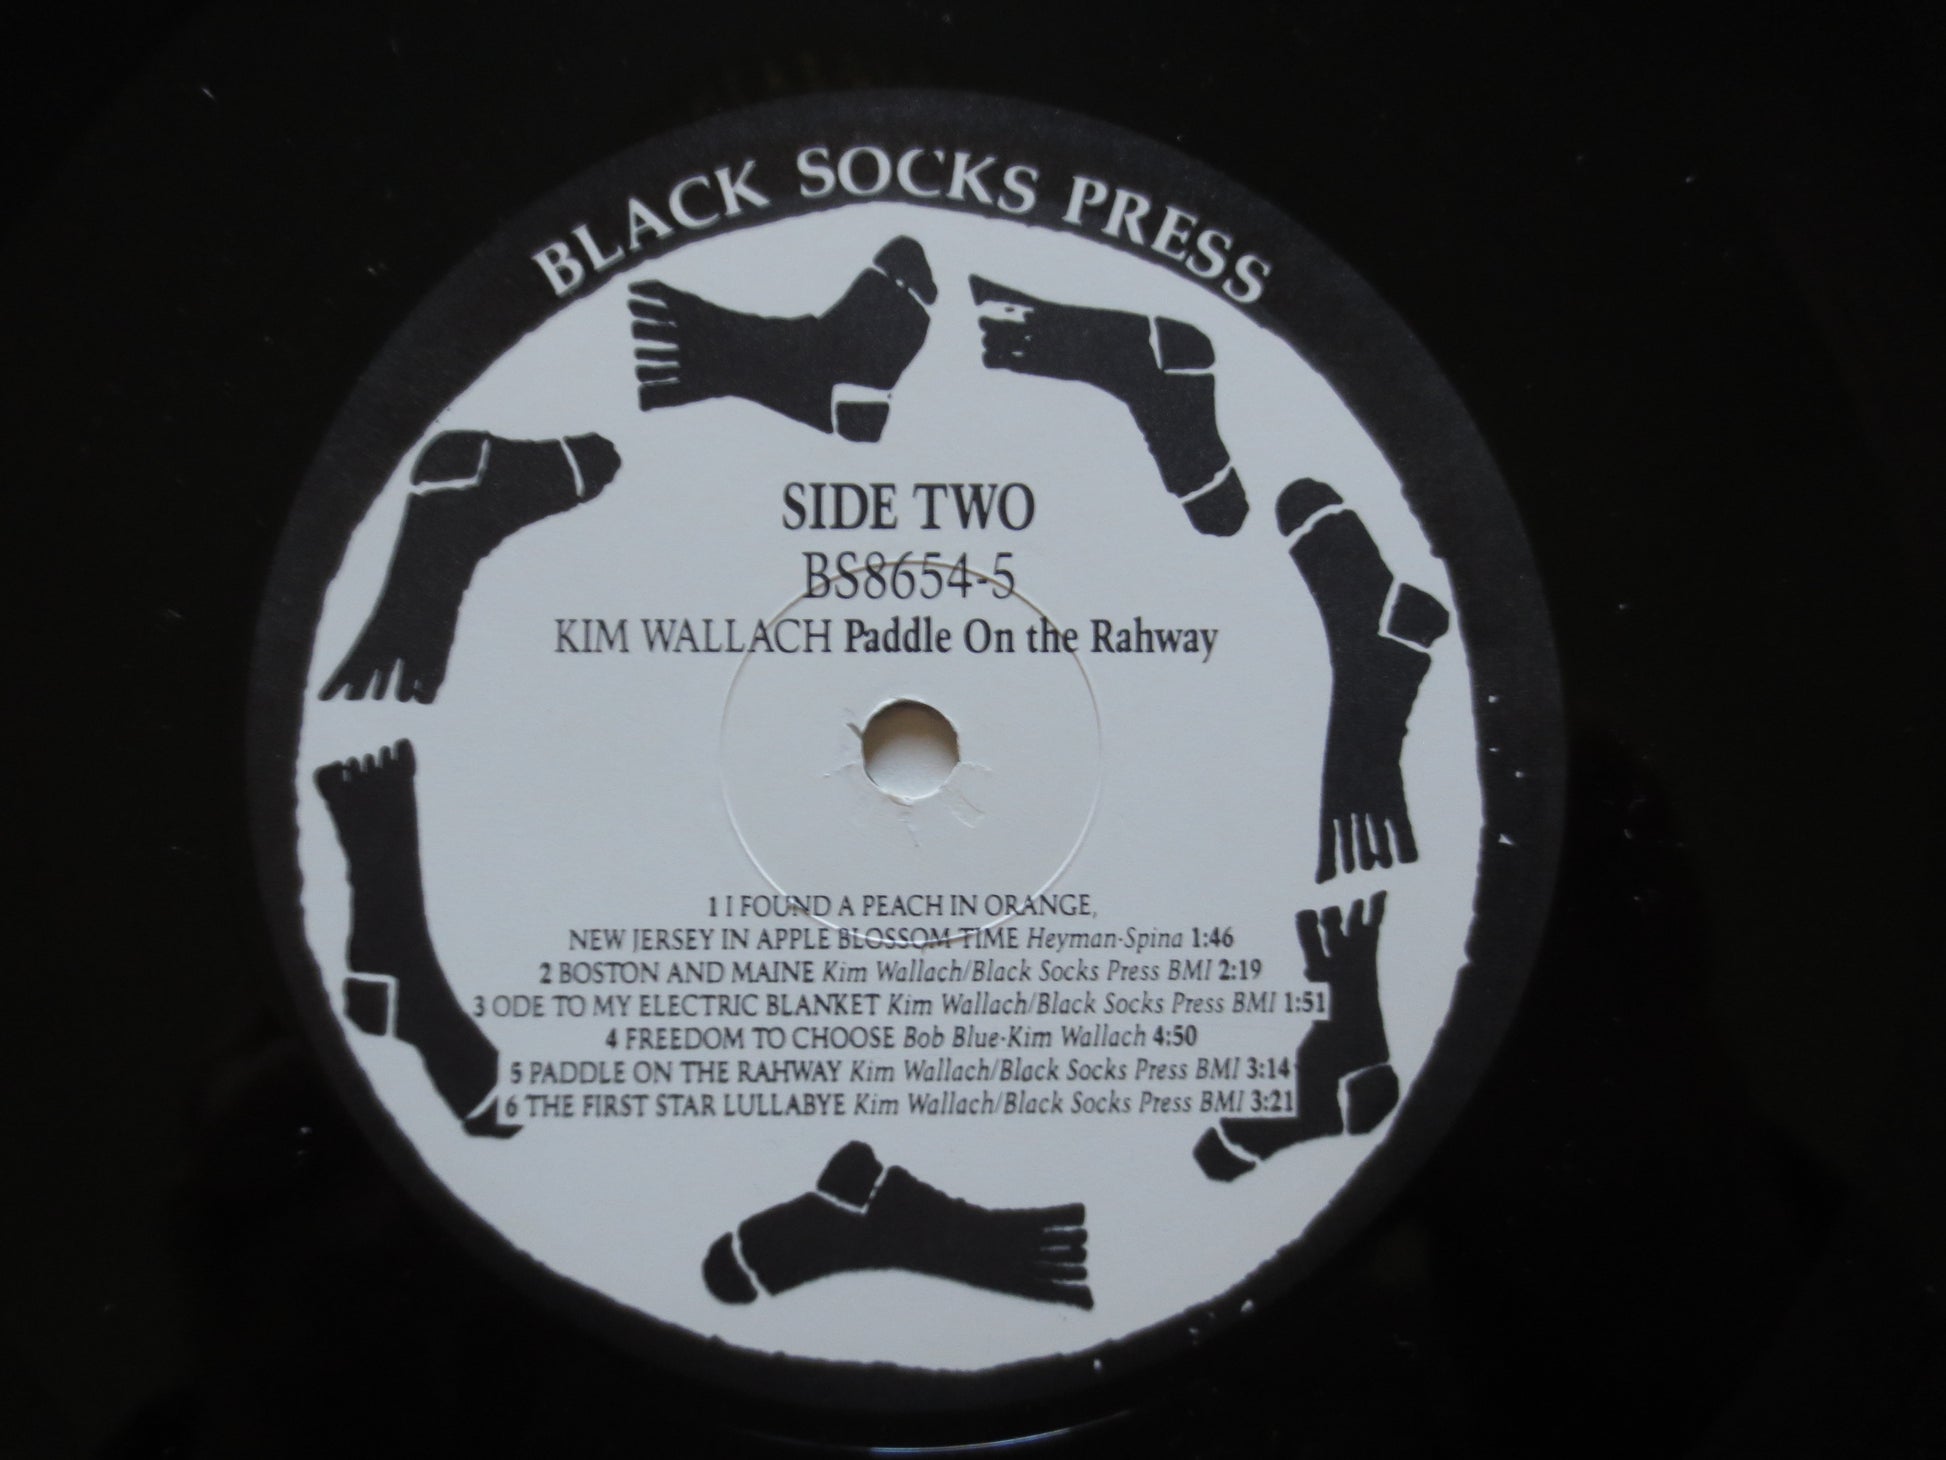 BLACK SOCKS PRESS
SIDE TWO
BS8654-5
KIM WALLACH Paddle On the Rahway
1 I FOUND A PEACH IN ORANGE,
NEW JERSEY IN APPLE BLOSSOM TIME Heyman-Spina 1:46
2 BOSTON AND MAINE Kim Wallach/Black Socks Press BMI 2:19
3 ODE TO MY ELECTRIC BLANKET Kim Wallach/Black Socks Press BMI 1:51
4 FREEDOM TO CHOOSE Bob Blue-Kim Wallach 4:50
5 PADDLE ON THE RAHWAY Kim Wallach/Black Socks Press BMI 3:14
6 THE FIRST STAR LULLABYE Kim Wallach/Black Socks Press BMI 3:21